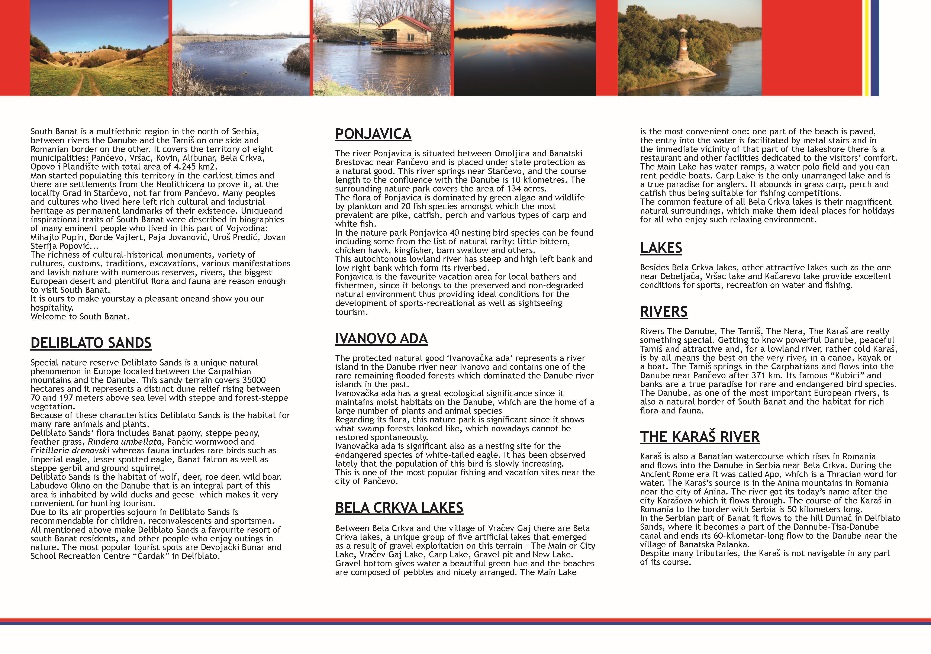 South Banat is a multiethnic region in the north of Serbia,
between rivers the Danube and the Tamiš on one side and
Romanian border on the other. It covers the territory of eight
municipalities: Pančevo, Vršac, Kovin, Alibunar, Bela Crkva,
Opovo i Plandište with total area of 4.245 km2.
Man started populating this territory in the earliest times and
there are settlements from the Neolithicera to prove it, at the
locality Grad in Starčevo, not far from Pančevo. Many peoples
and cultures who lived here left rich cultural and industrial
heritage as permanent landmarks of their existence. Uniqueand
inspirational traits of South Banat were described in biographies
of many eminent people who lived in this part of Vojvodina:
Mihajlo Pupin, Đorđe Vajfert, Paja Jovanović, Uroš Predić, Jovan
Sterija Popović...
The richness of cultural-historical monuments, variety of
cultures, customs, traditions, excavations, various manifestations
and lavish nature with numerous reserves, rivers, the biggest
European desert and plentiful flora and fauna are reason enough
to visit South Banat.
It is ours to make yourstay a pleasant oneand show you our
hospitality.
Welcome to South Banat.
DELIBLATO SANDS
Special nature reserve Deliblato Sands is a unique natural
phenomenon in Europe located between the Carpathian
mountains and the Danube. This sandy terrain covers 35000
hectares and it represents a distinct dune relief rising between
70 and 197 meters above sea level with steppe and forest-steppe
vegetation.
Because of these characteristics Deliblato Sands is the habitat for
many rare animals and plants.
Deliblato Sands' flora includes Banat paony, steppe peony,
feather grass, Rindera umbellata, Pančic wormwood and
Fritilleria drenovski whereas fauna includes rare birds such as
imperial eagle, lesser spotted eagle, Banat falcon as well as
steppe gerbil and ground squirrel.
Deliblato Sands is the habitat of wolf, deer, roe deer, wild boar.
Labudovo Okno on the Danube that is an integral part of this
area is inhabited by wild ducks and geese which makes it very
convenient for hunting tourism.
Due to its air properties sojourn in Deliblato Sands is
recommendable for children, reconvalescents and sportsmen.
All mentioned above make Deliblato Sands a favourite resort of
south Banat residents, and other people who enjoy outings in
nature. The most popular tourist spots are Devojački Bunar and
School Recreation Centre "Čardak" in Deliblato.
PONJAVICA
The river Ponjavica is situated between Omoljica and Banatski
Brestovac near Pančevo and is placed under state protection as
a natural good. This river springs near Starčevo, and the course
length to the confluence with the Danube is 10 kilometres. The
surrounding nature park covers the area of 134 acres.
The flora of Ponjavica is dominated by green algae and wildlife
by plankton and 20 fish species amongst which the most
prevalent are pike, catfish, perch and various types of carp and
white fish.
In the nature park Ponjavica 40 nesting bird species can be found
including some from the list of natural rarity: little bittern,
chicken hawk, kingfisher, barn swallow and others.
This autochtonous lowland river has steep and high left bank and
low right bank which form its riverbed.
Ponjavica is the favourite vacation area for local bathers and
fishermen, since it belongs to the preserved and non-degraded
natural environment thus providing ideal conditions for the
development of sports-recreational as well as sightseeing
tourism.
IVANOVO ADA
The protected natural good 'Ivanovačka ada' represents a river
island in the Danube river near Ivanovo and contains one of the
rare remaining flooded forests which dominated the Danube river
islands in the past.
Ivanovačka ada has a great ecological significance since it
maintains moist habitats on the Danube, which are the home of a
large number of plants and animal species
Regarding its flora, this nature park is significant since it shows
what swamp forests looked like, which nowadays cannot be
restored spontaneously.
Ivanovačka ada is significant also as a nesting site for the
endangered species of white-tailed eagle. It has been observed
lately that the population of this bird is slowly increasing.
This is one of the most popular fishing and vacation sites near the
city of Pančevo.
BELA CRKVA LAKES
Between Bela Crkva and the village of Vračev Gaj there are Bela
Crkva lakes, a unique group of five artificial lakes that emerged
as a result of gravel exploitation on this terrain The Main or City
Lake, Vračev Gaj Lake, Carp Lake, Gravel pit and New Lake.
Gravel bottom gives water a beautiful green hue and the beaches
are composed of pebbles and nicely arranged. The Main Lake
is the most convenient one: one part of the beach is paved,
the entry into the water is facilitated by metal stairs and in
the immediate vicinity of that part of the lakeshore there is a
restaurant and other facilities dedicated to the visitors' comfort.
The Main Lake has water ramps, a water polo field and you can
rent peddle boats. Carp Lake is the only unarranged lake and is
a true paradise for anglers. It abounds in grass carp, perch and
catfish thus being suitable for fishing competitions.
The common feature of all Bela Crkva lakes is their magnificent
natural surroundings, which make them ideal places for holidays
for all who enjoy such relaxing environment.
LAKES
Besides Bela Crkva lakes, other attractive lakes such as the one
near Debeljača, Vršac lake and Kačarevo lake provide excellent
conditions for sports, recreation on water and fishing.
RIVERS
Rivers The Danube, The Tamiš, The Nera, The Karaš are really
something special. Getting to know powerful Danube, peaceful
Tamiš and attractive and, for a lowland river, rather cold Karaš,
is by all means the best on the very river, in a canoe, kayak or
a boat. The Tamiš springs in the Carphatians and flows into the
Danube near Pančevo after 371 km. Its famous "Kubici" and
banks are a true paradise for rare and endangered bird species.
The Danube, as one of the most important European rivers, is
also a natural border of South Banat and the habitat for rich
flora and fauna.
THE KARAŠ RIVER
Karaš is also a Banatian watercourse which rises in Romania
and flows into the Danube in Serbia near Bela Crkva. During the
Ancient Rome era it was called Apo, which is a Thracian word for
water. The Karaš's source is in the Anina mountains in Romania
near the city of Anina. The river got its today's name after the
city Karašova which it flows through. The course of the Karaš in
Romania to the border with Serbia is 50 kilometers long.
In the Serbian part of Banat it flows to the hill Dumač in Deliblato
Sands, where it becomes a part of the Dannube-Tisa-Danube
canal and ends its 60-kilometar-long flow to the Danube near the
village of Banatska Palanka.
Despite many tributaries, the Karaš is not navigable in any part
of its course.